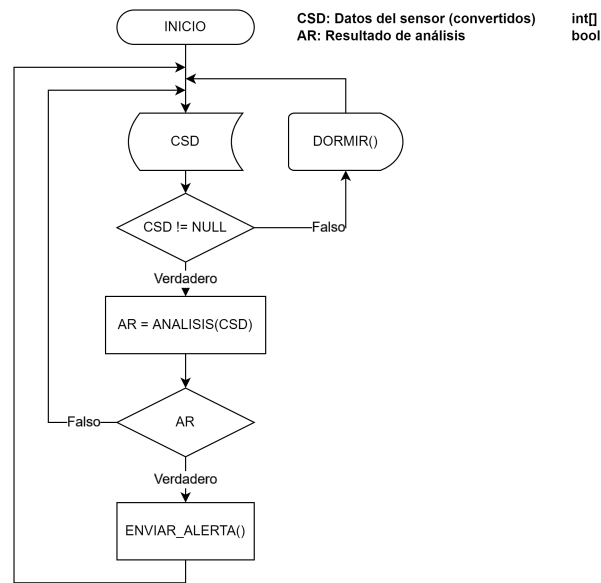 INICIO
CSD: Datos del sensor (convertidos) int[]
AR: Resultado de análisis bool
CSD
DORMIR()
CSD != NULL
Falso
Verdadero
AR = ANALISIS(CSD)
Falso
AR
Verdadero
ENVIAR_ALERTA()